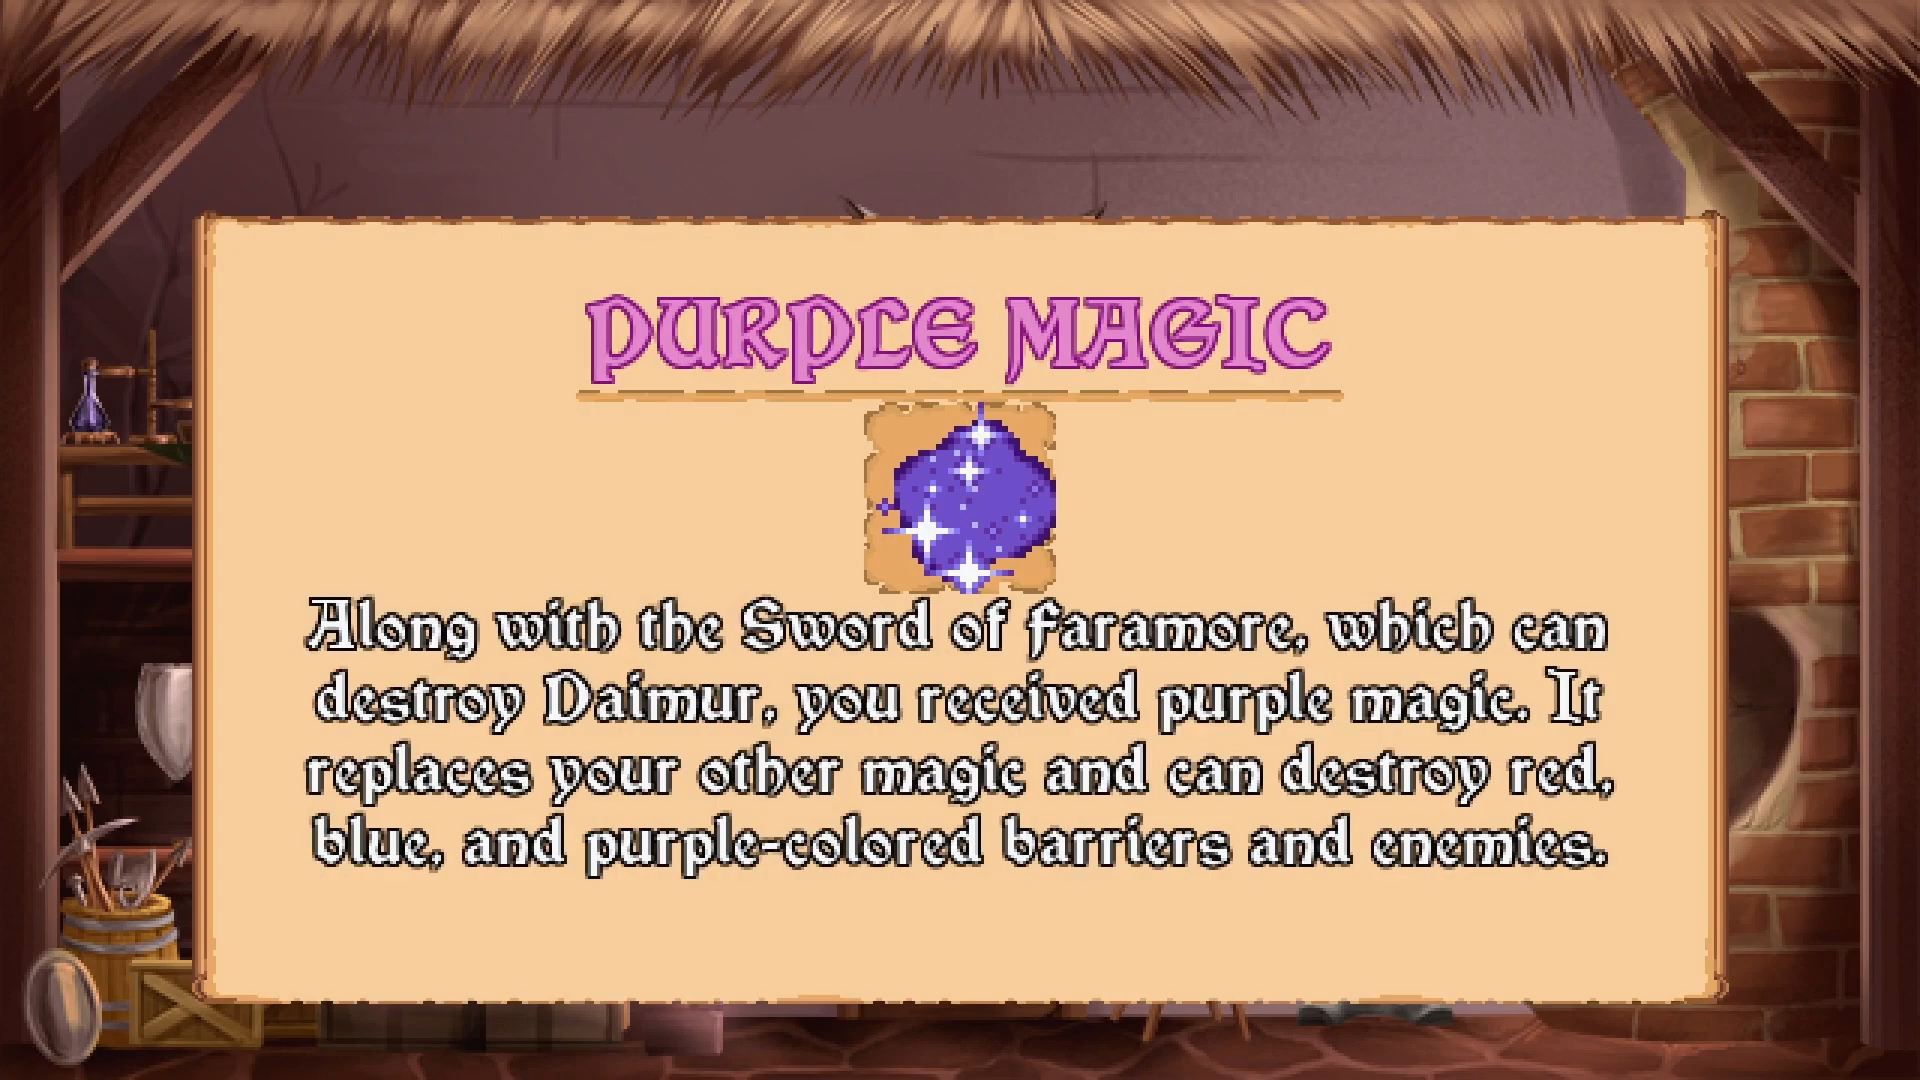 PURPLE MAGIC
Along with the Sword of Faramore, which can
destroy Daimur, you received purple magic. It
replaces your other magic and can destroy red,
blue, and purple-colored barriers and enemies.